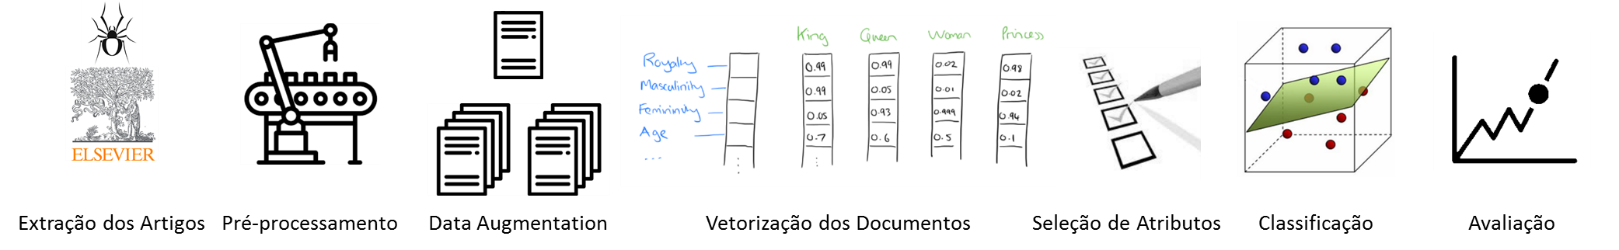 ELSEVIER
King Queen Woman Princess
Royalty 0.99 0.99 0.02 0.98
Masculinity 0.99 0.05 0.01 0.02
Femininity 0.05 0.93 0.999 0.94
Age 0.7 0.6 0.5 0.1
...
Extração dos Artigos
Pré-processamento
Data Augmentation
Vetorização dos Documentos
Seleção de Atributos
Classificação
Avaliação